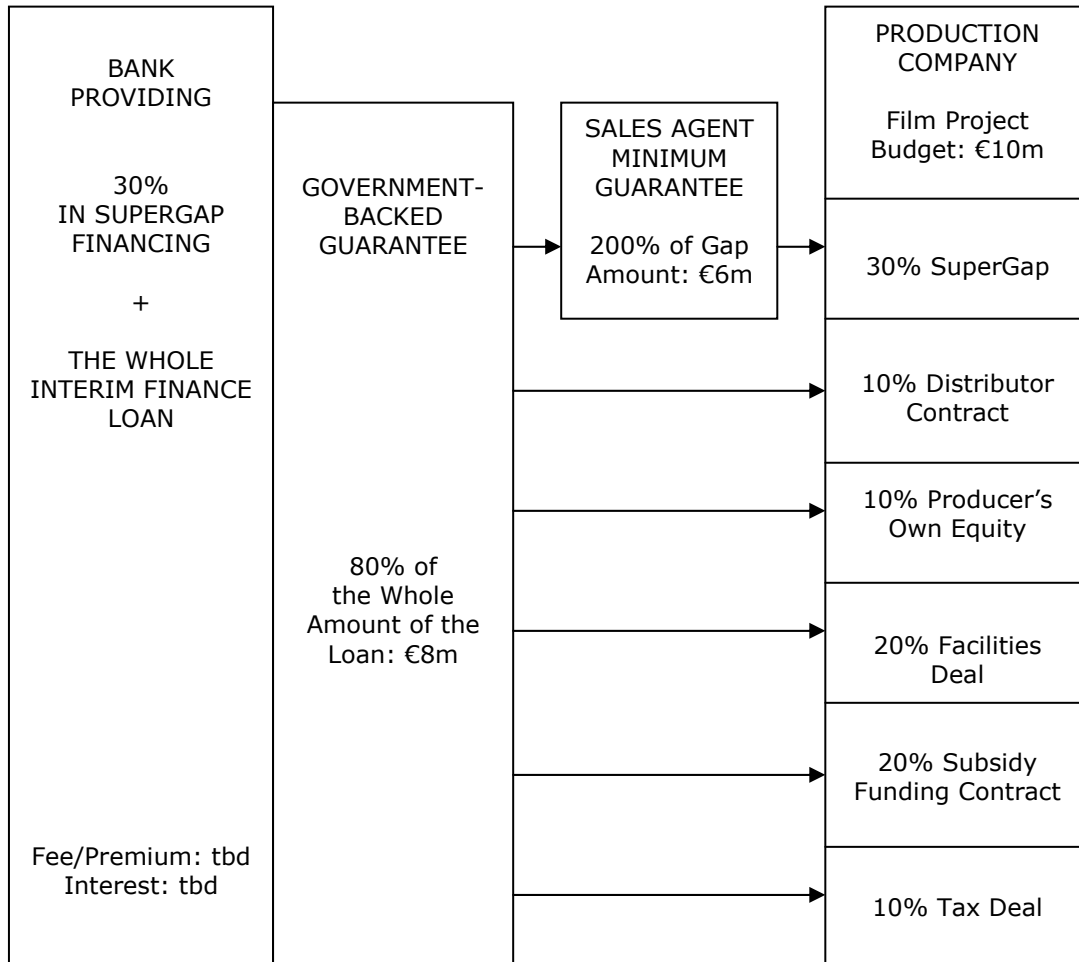 BANK
PROVIDING
30%
IN SUPERGAP
FINANCING
+
THE WHOLE
INTERIM FINANCE
LOAN
Fee/Premium: tbd
Interest: tbd
GOVERNMENT-
BACKED
GUARANTEE
80% of
the Whole
Amount of the
Loan: €8m
SALES AGENT
MINIMUM
GUARANTEE
200% of Gap
Amount: €6m
PRODUCTION
COMPANY
Film Project
Budget: €10m
30% SuperGap
10% Distributor
Contract
10% Producer’s
Own Equity
20% Facilities
Deal
20% Subsidy
Funding Contract
10% Tax Deal